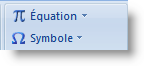 π Équation
Ω Symbole